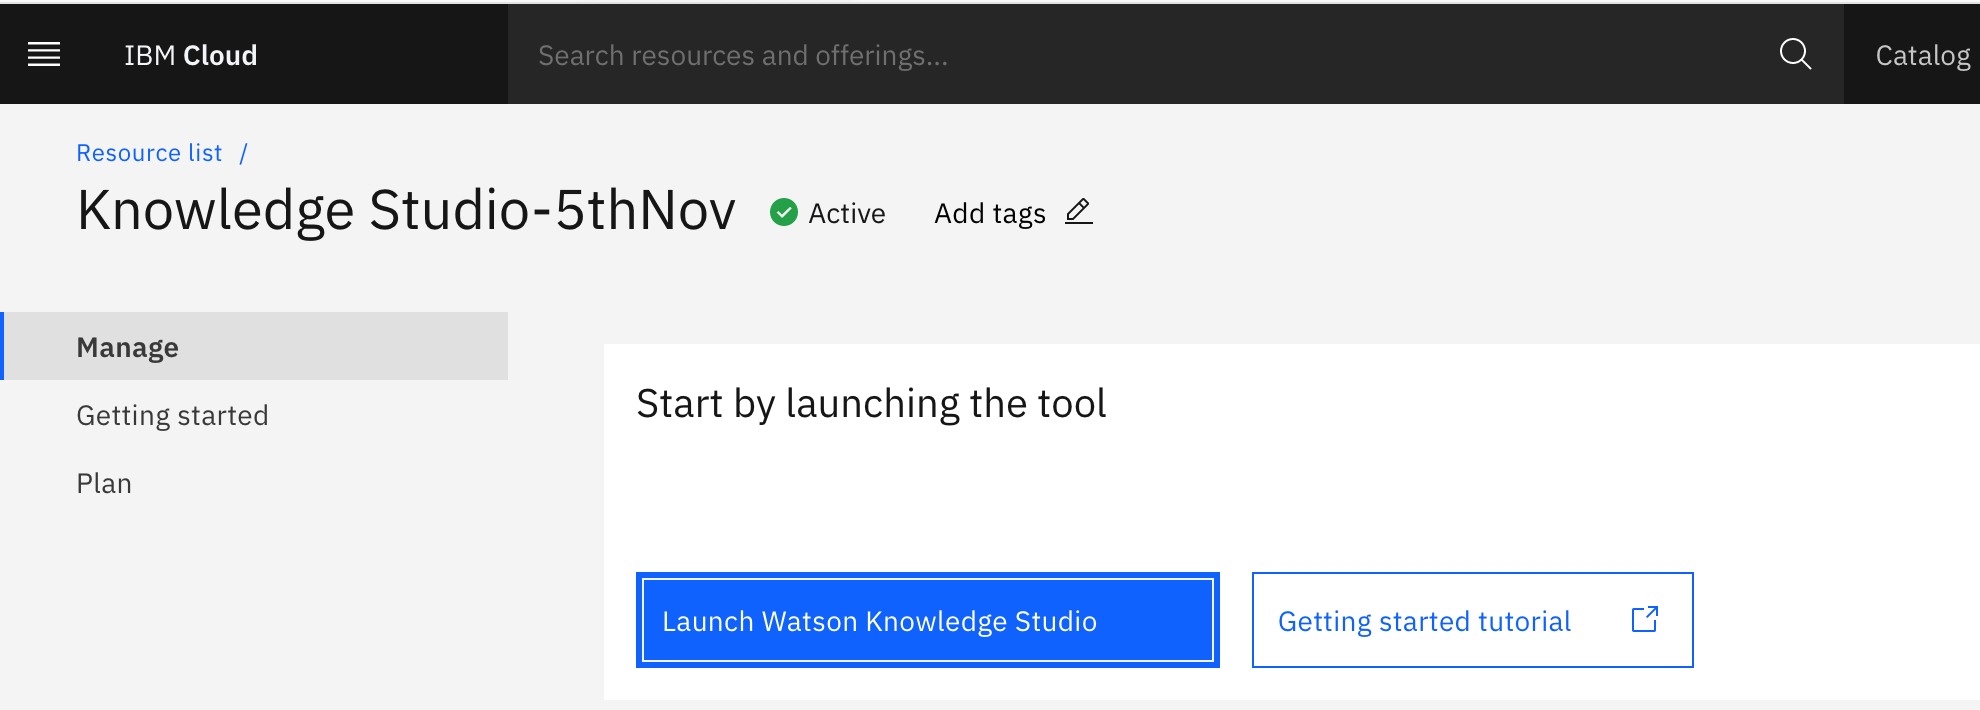 IBM Cloud
Search resources and offerings...
Catalog
Resource list /
Knowledge Studio-5thNov
Active
Add tags
Manage
Getting started
Plan
Start by launching the tool
Launch Watson Knowledge Studio
Getting started tutorial